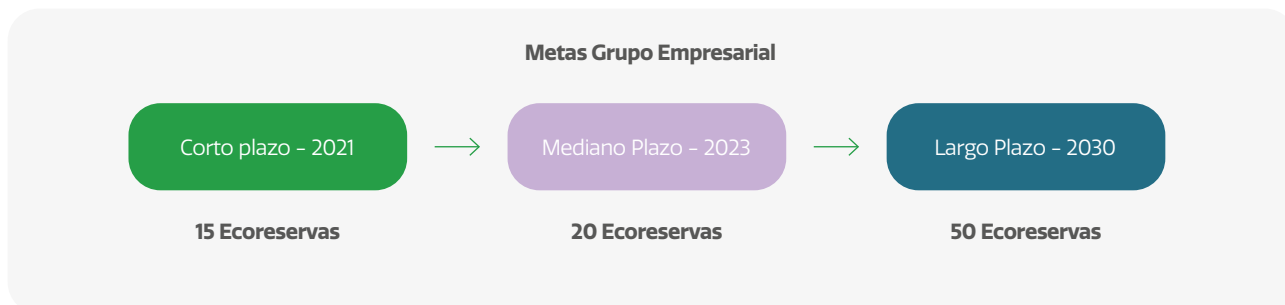 Metas Grupo Empresarial
Corto plazo - 2021
Mediano Plazo - 2023
Largo Plazo - 2030
15 Ecoreservas
20 Ecoreservas
50 Ecoreservas